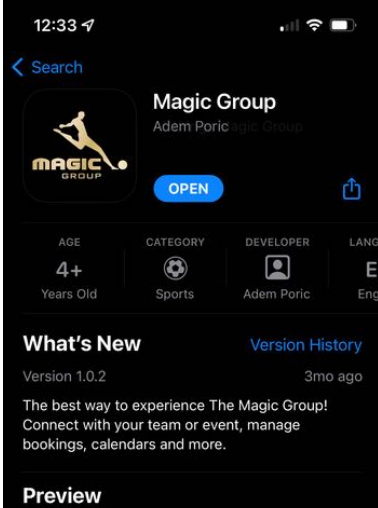 12:33
Search
Magic Group
Adem Poric
MAGIC
GROUP
OPEN
AGE
CATEGORY
DEVELOPER
LANG
4+
E
Years Old
Sports
Adem Poric
Eng
What's New
Version History
Version 1.0.2
3mo ago
The best way to experience The Magic Group!
Connect with your team or event, manage
bookings, calendars and more.
Preview